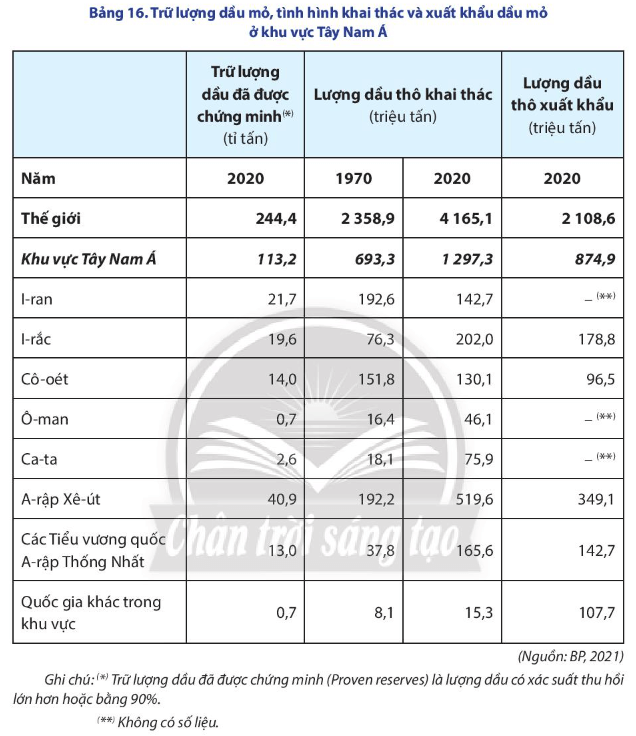 Bảng 16. Trữ lượng dầu mỏ, tình hình khai thác và xuất khẩu dầu mỏ
ở khu vực Tây Nam Á
Trữ lượng dầu đã được chứng minh(*) (tỉ tấn) Lượng dầu thô khai thác (triệu tấn) Lượng dầu thô xuất khẩu (triệu tấn)
Năm 2020 1970 2020 2020
Thế giới 244,4 2 358,9 4 165,1 2 108,6
Khu vực Tây Nam Á 113,2 693,3 1 297,3 874,9
I-ran 21,7 192,6 142,7 – (**)
I-rắc 19,6 76,3 202,0 178,8
Cô-oét 14,0 151,8 130,1 96,5
Ô-man 0,7 16,4 46,1 – (**)
Ca-ta 2,6 18,1 75,9 – (**)
A-rập Xê-út 40,9 192,2 519,6 349,1
Các Tiểu vương quốc
A-rập Thống Nhất 13,0 37,8 165,6 142,7
Quốc gia khác trong
khu vực 0,7 8,1 15,3 107,7
Chân trời sáng tạo
(Nguồn: BP, 2021)
Ghi chú: (*) Trữ lượng dầu đã được chứng minh (Proven reserves) là lượng dầu có xác suất thu hồi
lớn hơn hoặc bằng 90%.
(**) Không có số liệu.